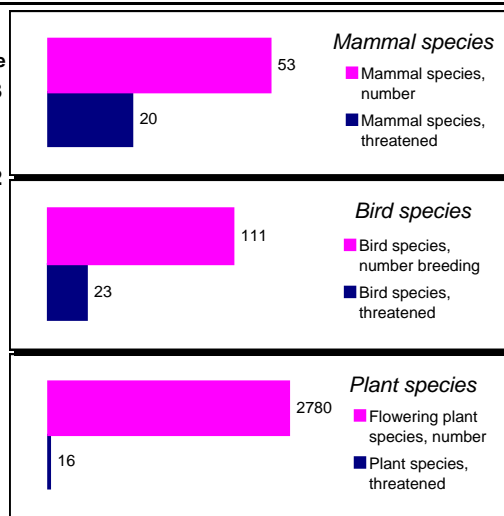 Mammal species
53
20
Mammal species,
number
Mammal species,
threatened
Bird species
111
23
Bird species,
number breeding
Bird species,
threatened
Plant species
2780
16
Flowering plant
species, number
Plant species,
threatened